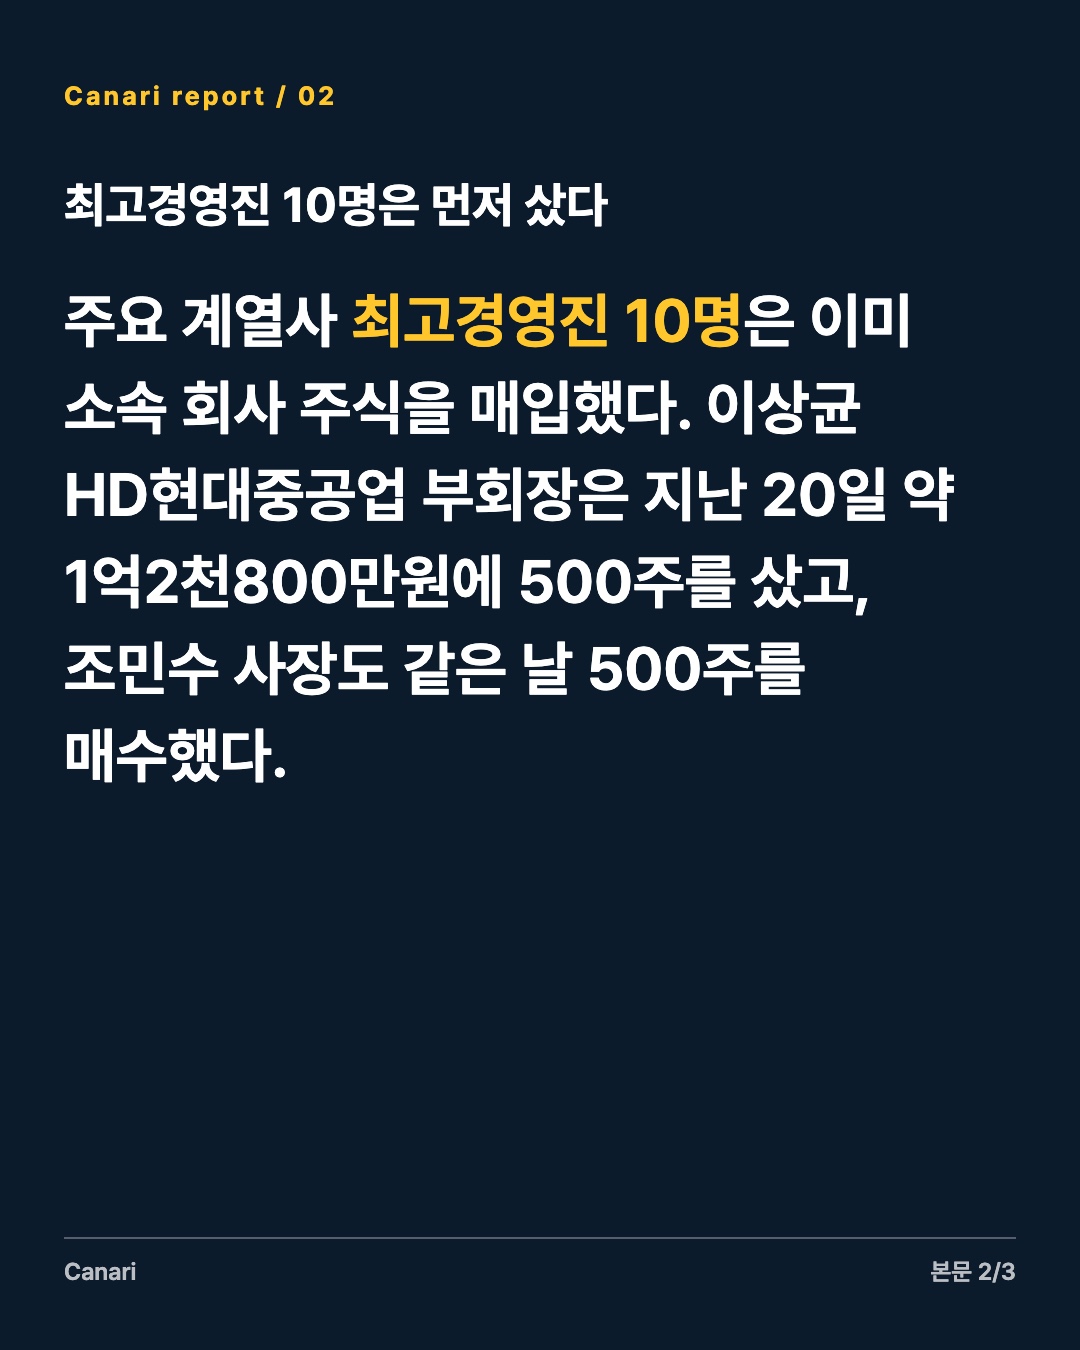 Canari report / 02
최고경영진 10명은 먼저 샀다
주요 계열사 최고경영진 10명은 이미
소속 회사 주식을 매입했다. 이상균
HD현대중공업 부회장은 지난 20일 약
1억2천800만원에 500주를 샀고,
조민수 사장도 같은 날 500주를
매수했다.
Canari
본문 2/3